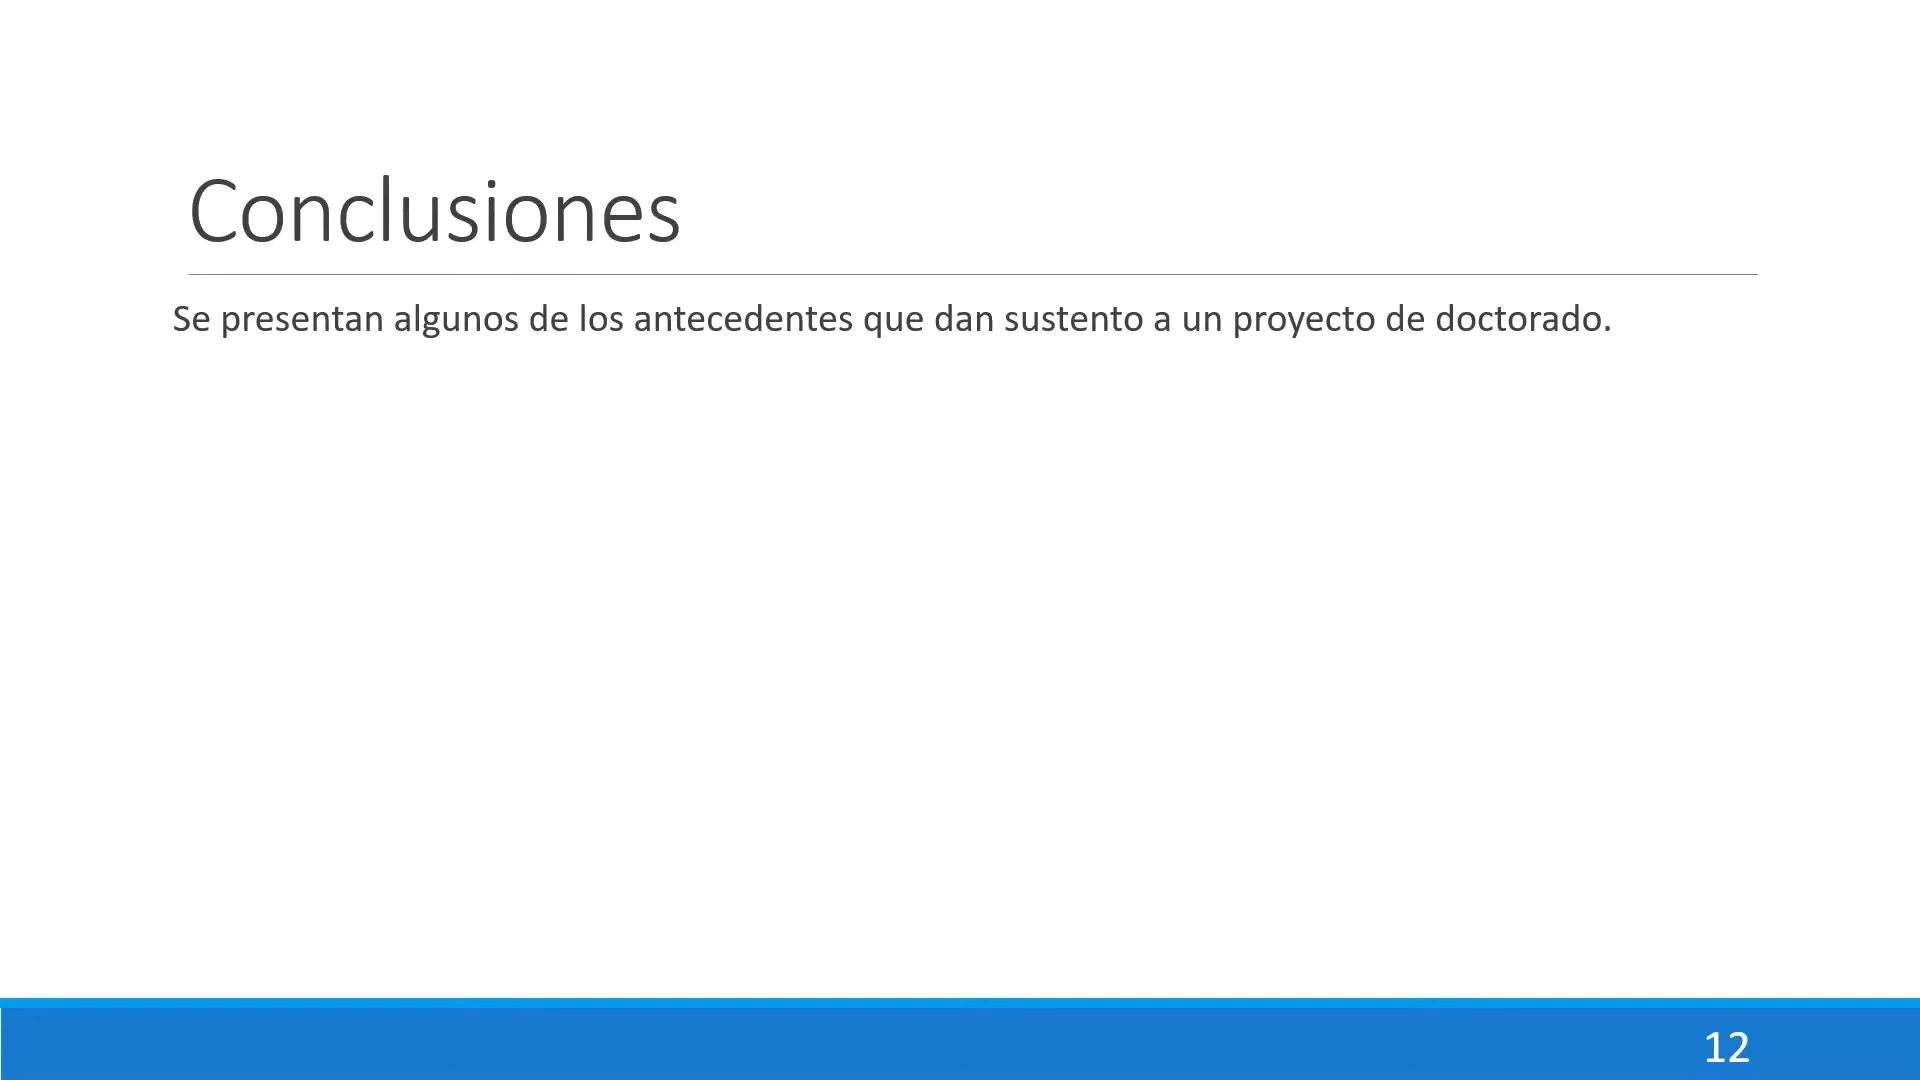 Conclusiones
Se presentan algunos de los antecedentes que dan sustento a un proyecto de doctorado.
12